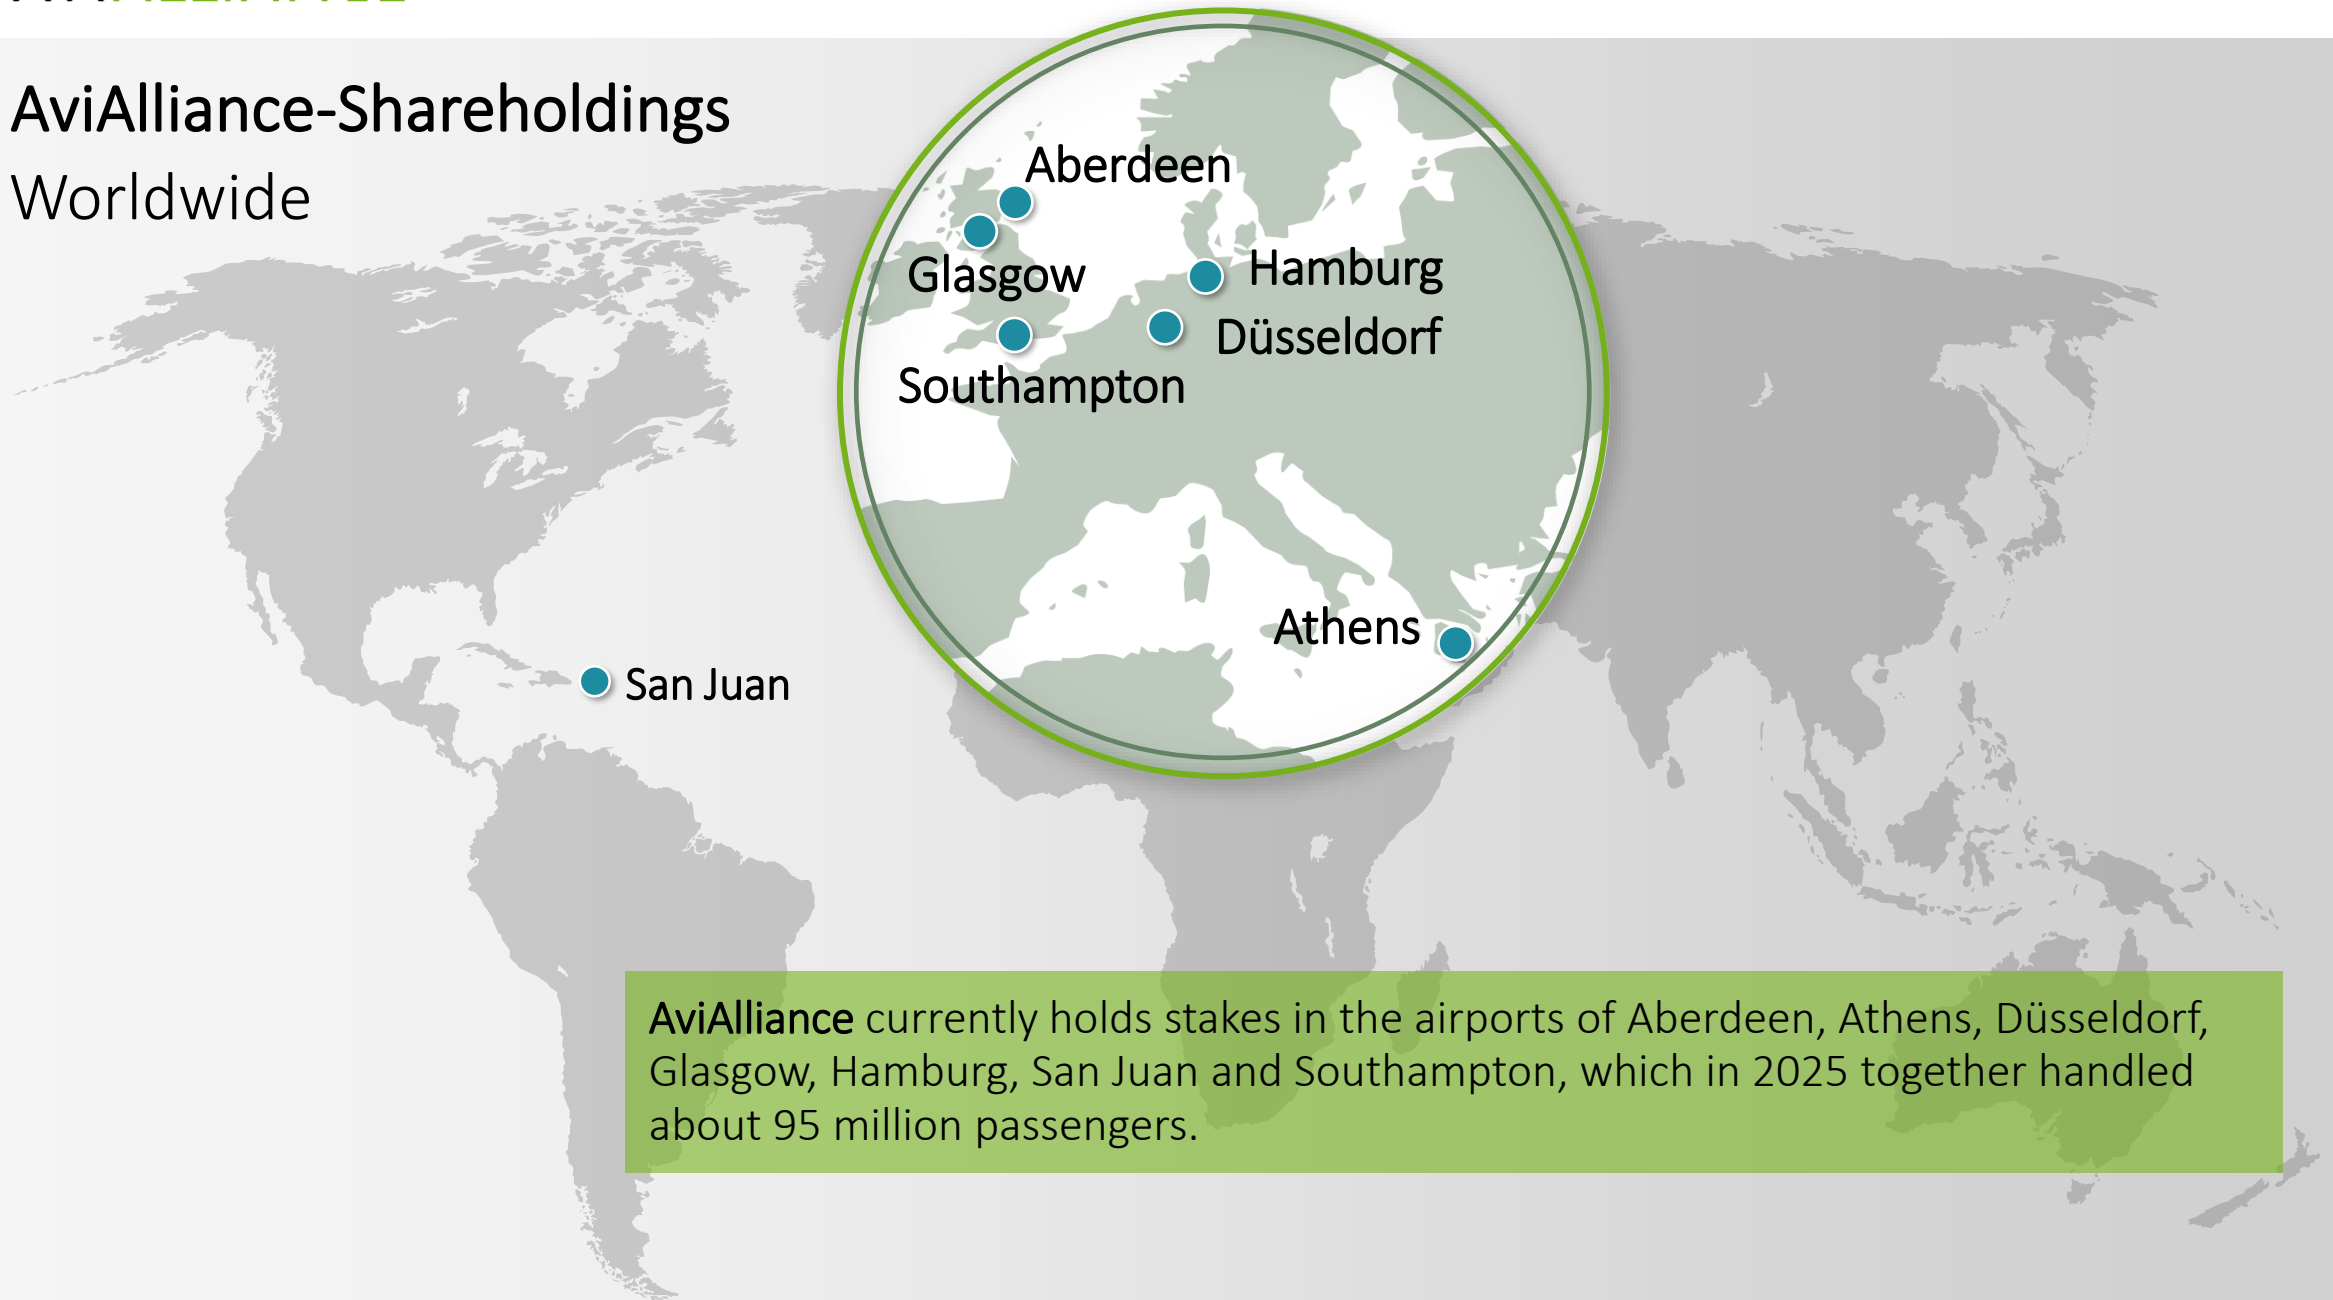 AviAlliance-Shareholdings
Worldwide
Aberdeen
Glasgow
Hamburg
Düsseldorf
Southampton
Athens
San Juan
AviAlliance currently holds stakes in the airports of Aberdeen, Athens, Düsseldorf,
Glasgow, Hamburg, San Juan and Southampton, which in 2025 together handled
about 95 million passengers.